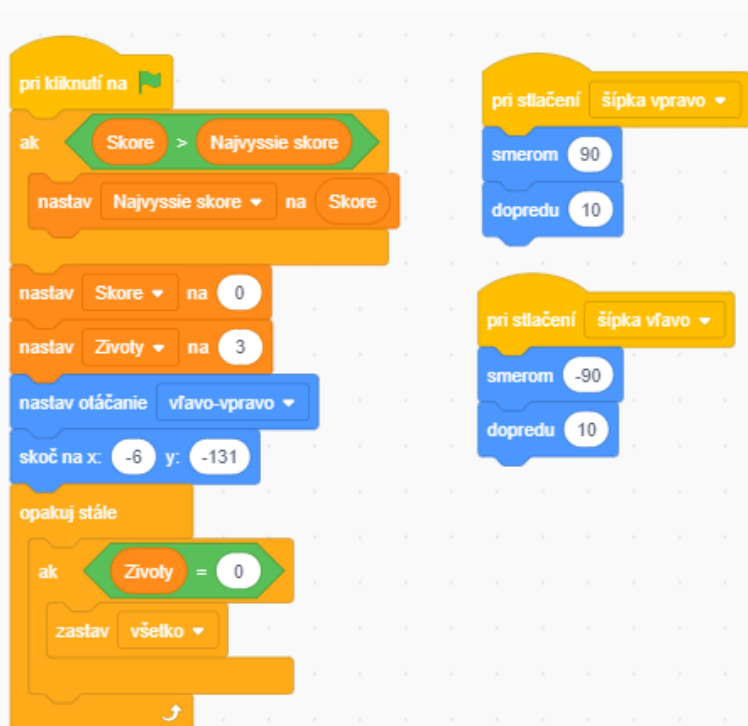 pri kliknutí na
ak Skore > Najvyssie skore
nastav Najvyssie skore na Skore
nastav Skore na 0
nastav Zivoty na 3
nastav otáčanie vľavo-vpravo
skoč na x: -6 y: -131
opakuj stále
ak Zivoty = 0
zastav všetko
pri stlačení šípka vpravo
smerom 90
dopredu 10
pri stlačení šípka vľavo
smerom -90
dopredu 10